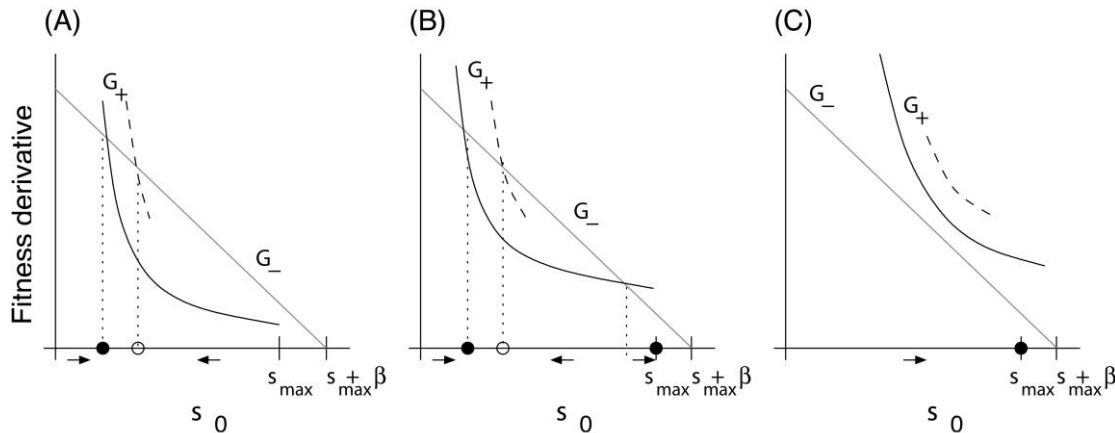 (A)
(B)
(C)
Fitness derivative
G+
G_
s max
s max + β
s 0
G+
G_
s max
s max + β
s 0
G_
G+
s max
s max + β
s 0